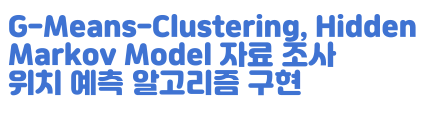 G-Means-Clustering, Hidden
Markov Model 자료 조사
위치 예측 알고리즘 구현